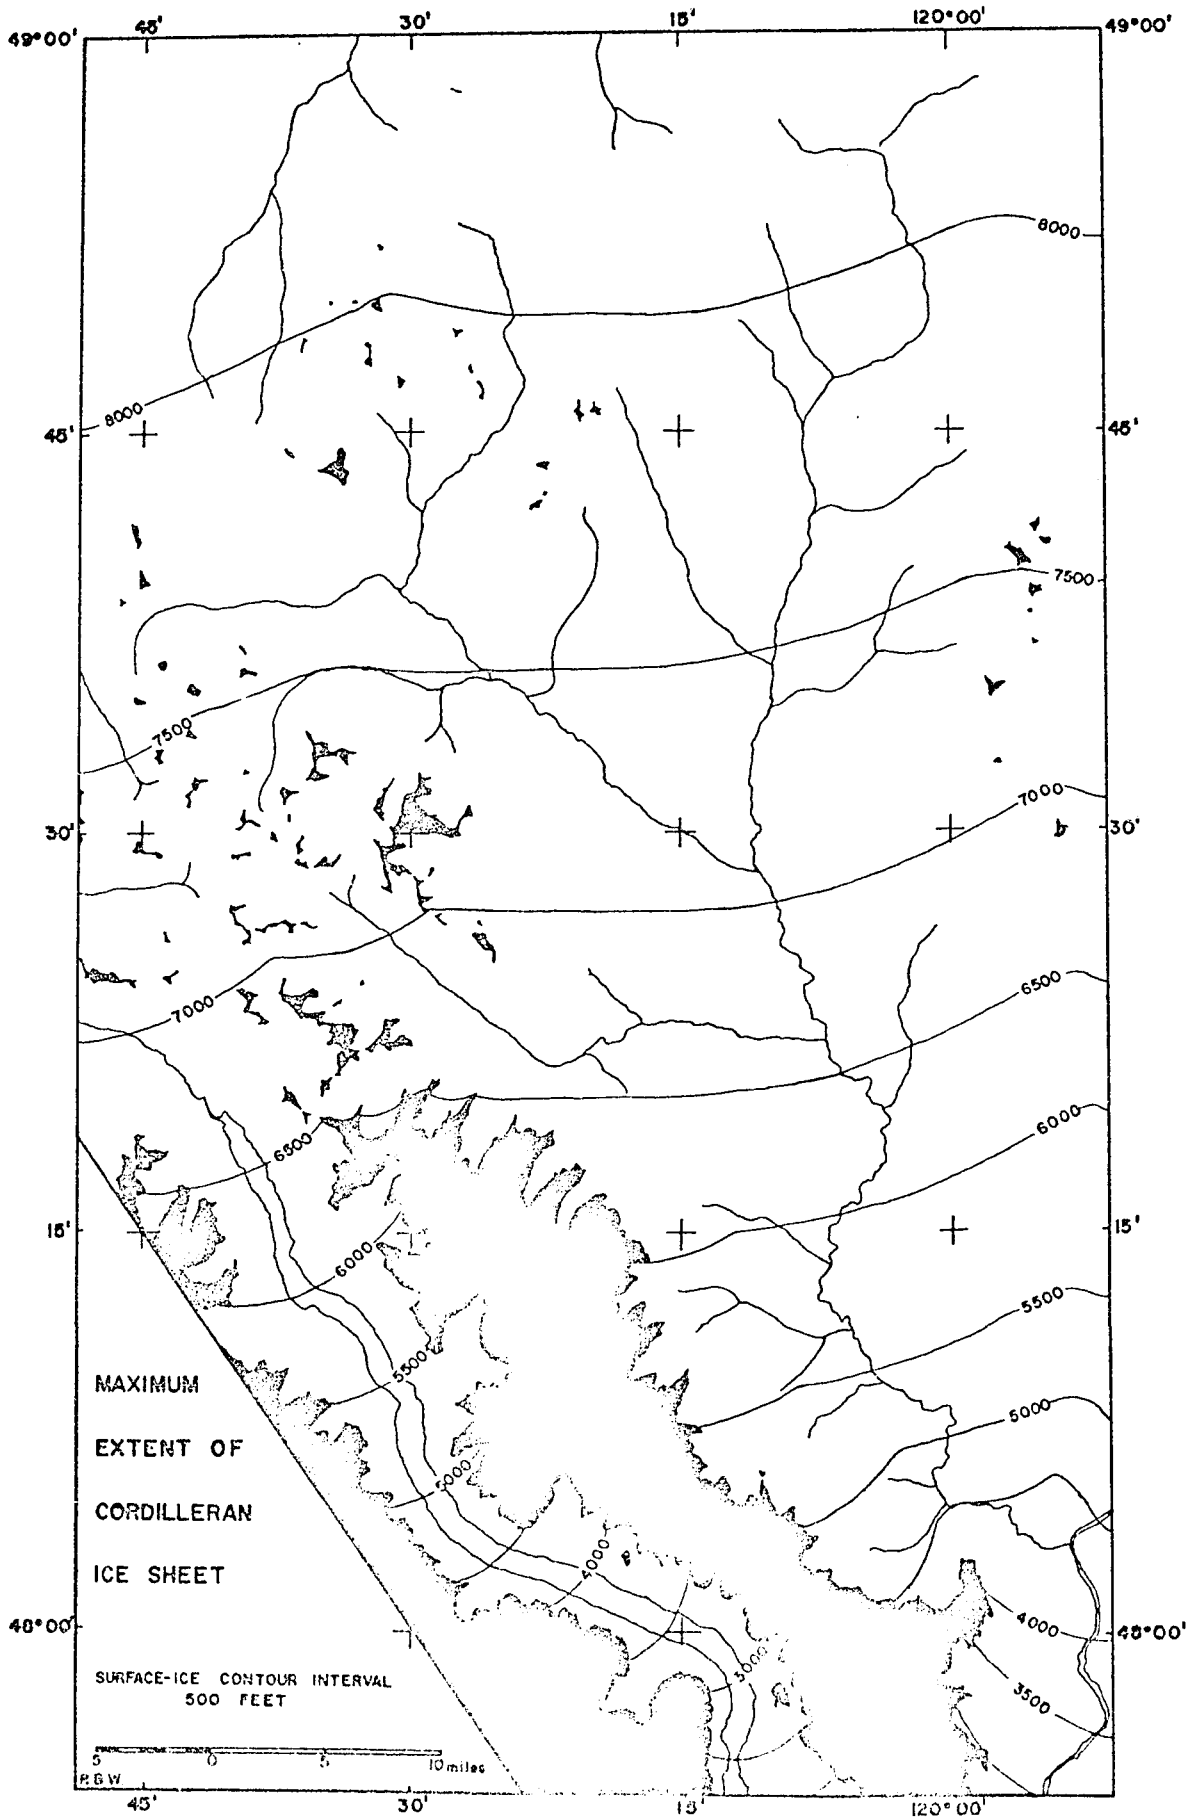 45' 30' 15' 120°00'
49°00' 49°00'
8000
8000
45' 45'
7500
7500
7000
30' 30'
6500
7000
6000
6500
15' 15'
6000
5500
5500
5000
MAXIMUM
EXTENT OF
CORDILLERAN
ICE SHEET
5000
4000
4000
48°00' 48°00'
3000
3500
SURFACE-ICE CONTOUR INTERVAL
500 FEET
5 0 5 10 miles
R.B.W.
45' 30' 15' 120°00'